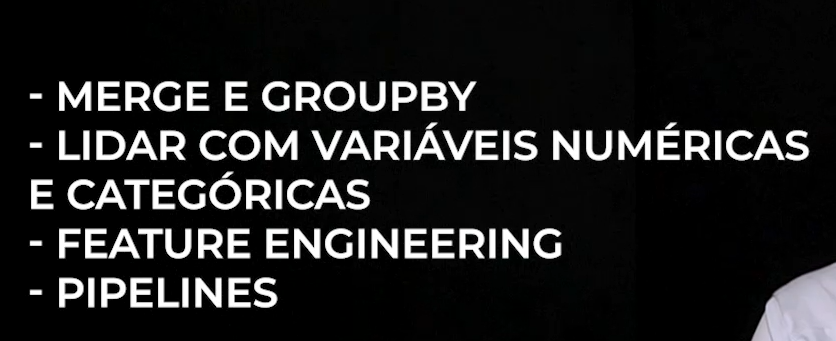 - MERGE E GROUPBY
- LIDAR COM VARIÁVEIS NUMÉRICAS
E CATEGÓRICAS
- FEATURE ENGINEERING
- PIPELINES